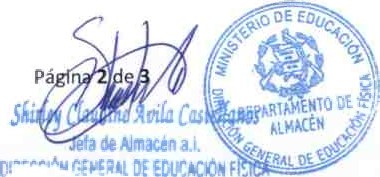 Página 2 de 3
Shirley Claudina Avila Castellanos
Jefa de Almacén a.i.
DIRECCIÓN GENERAL DE EDUCACIÓN FISICA
MINISTERIO DE EDUCACIÓN
DEPARTAMENTO DE ALMACÉN
DIRECCIÓN GENERAL DE EDUCACIÓN FÍSICA